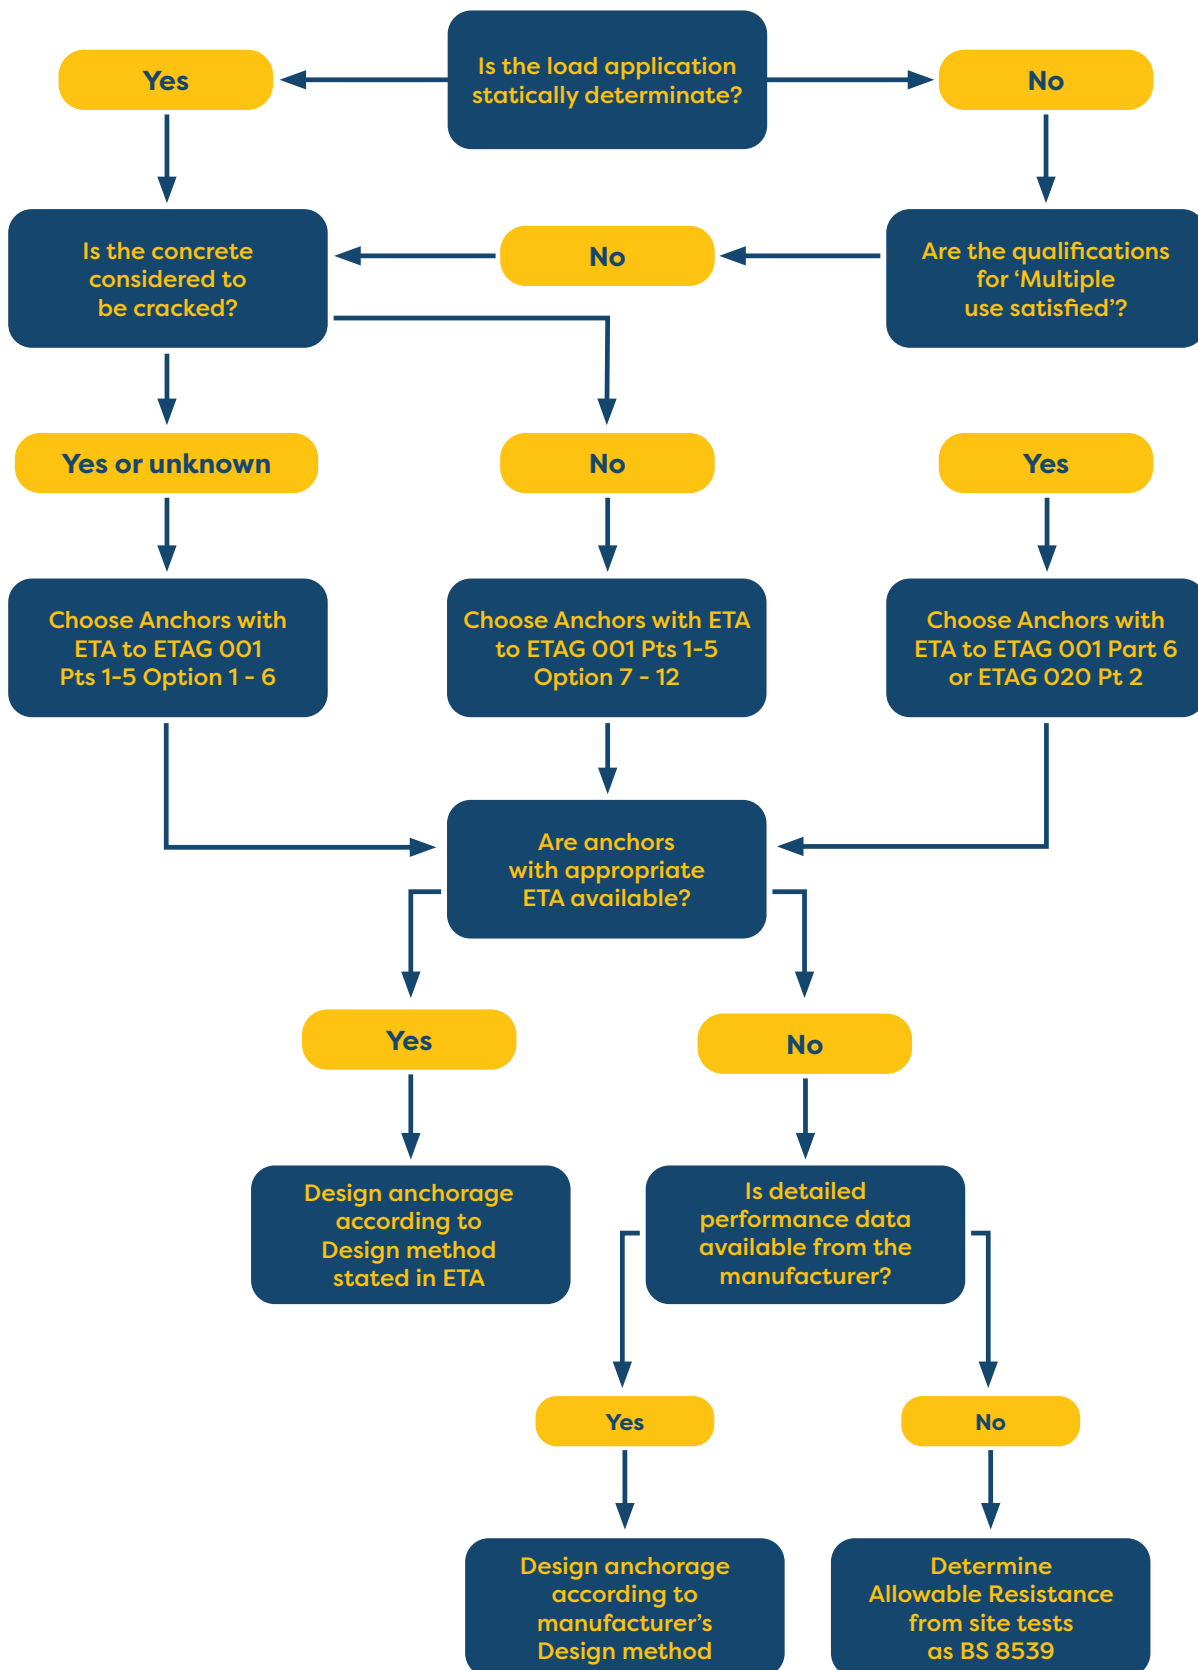 Is the load application
statically determinate?
Yes
No
Is the concrete
considered to
be cracked?
No
Are the qualifications
for ‘Multiple
use satisfied’?
Yes or unknown
No
Yes
Choose Anchors with
ETA to ETAG 001
Pts 1-5 Option 1 - 6
Choose Anchors with ETA
to ETAG 001 Pts 1-5
Option 7 - 12
Choose Anchors with
ETA to ETAG 001 Part 6
or ETAG 020 Pt 2
Are anchors
with appropriate
ETA available?
Yes
No
Design anchorage
according to
Design method
stated in ETA
Is detailed
performance data
available from the
manufacturer?
Yes
No
Design anchorage
according to
manufacturer’s
Design method
Determine
Allowable Resistance
from site tests
as BS 8539